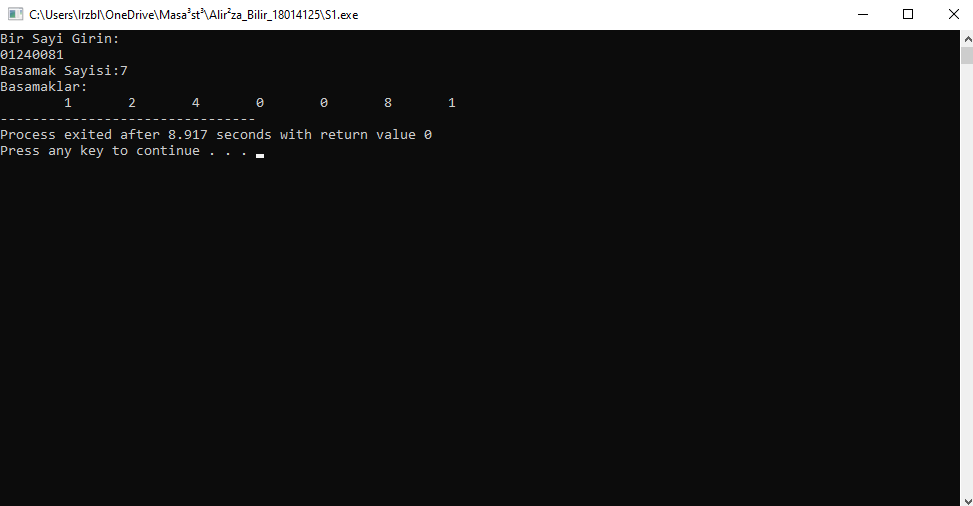 C:\Users\lrzbl\OneDrive\Masa³st³\Alir²za_Bilir_18014125\S1.exe
Bir Sayi Girin:
01240081
Basamak Sayisi:7
Basamaklar:
        1       2       4       0       0       8       1
--------------------------------
Process exited after 8.917 seconds with return value 0
Press any key to continue . . .